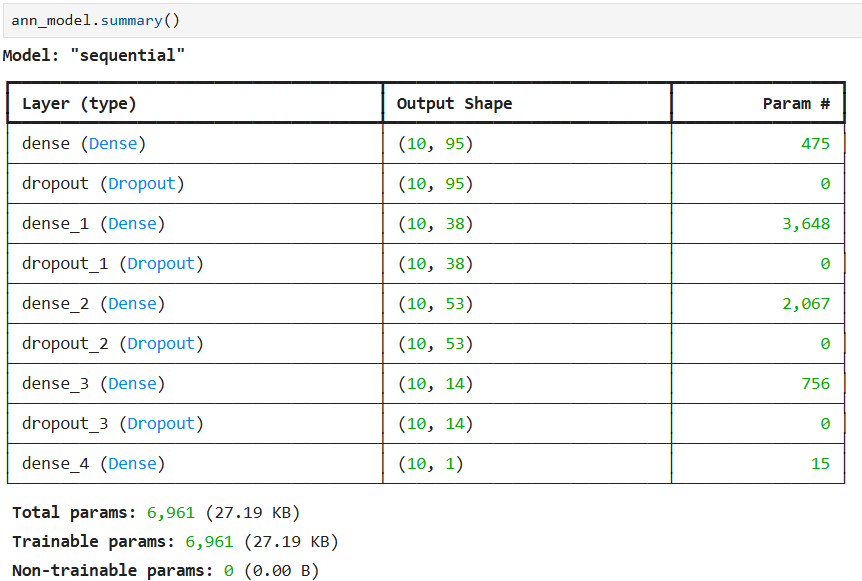 ann_model.summary()
Model: "sequential"
Layer (type) Output Shape Param #
dense (Dense) (10, 95) 475
dropout (Dropout) (10, 95) 0
dense_1 (Dense) (10, 38) 3,648
dropout_1 (Dropout) (10, 38) 0
dense_2 (Dense) (10, 53) 2,067
dropout_2 (Dropout) (10, 53) 0
dense_3 (Dense) (10, 14) 756
dropout_3 (Dropout) (10, 14) 0
dense_4 (Dense) (10, 1) 15
Total params: 6,961 (27.19 KB)
Trainable params: 6,961 (27.19 KB)
Non-trainable params: 0 (0.00 B)